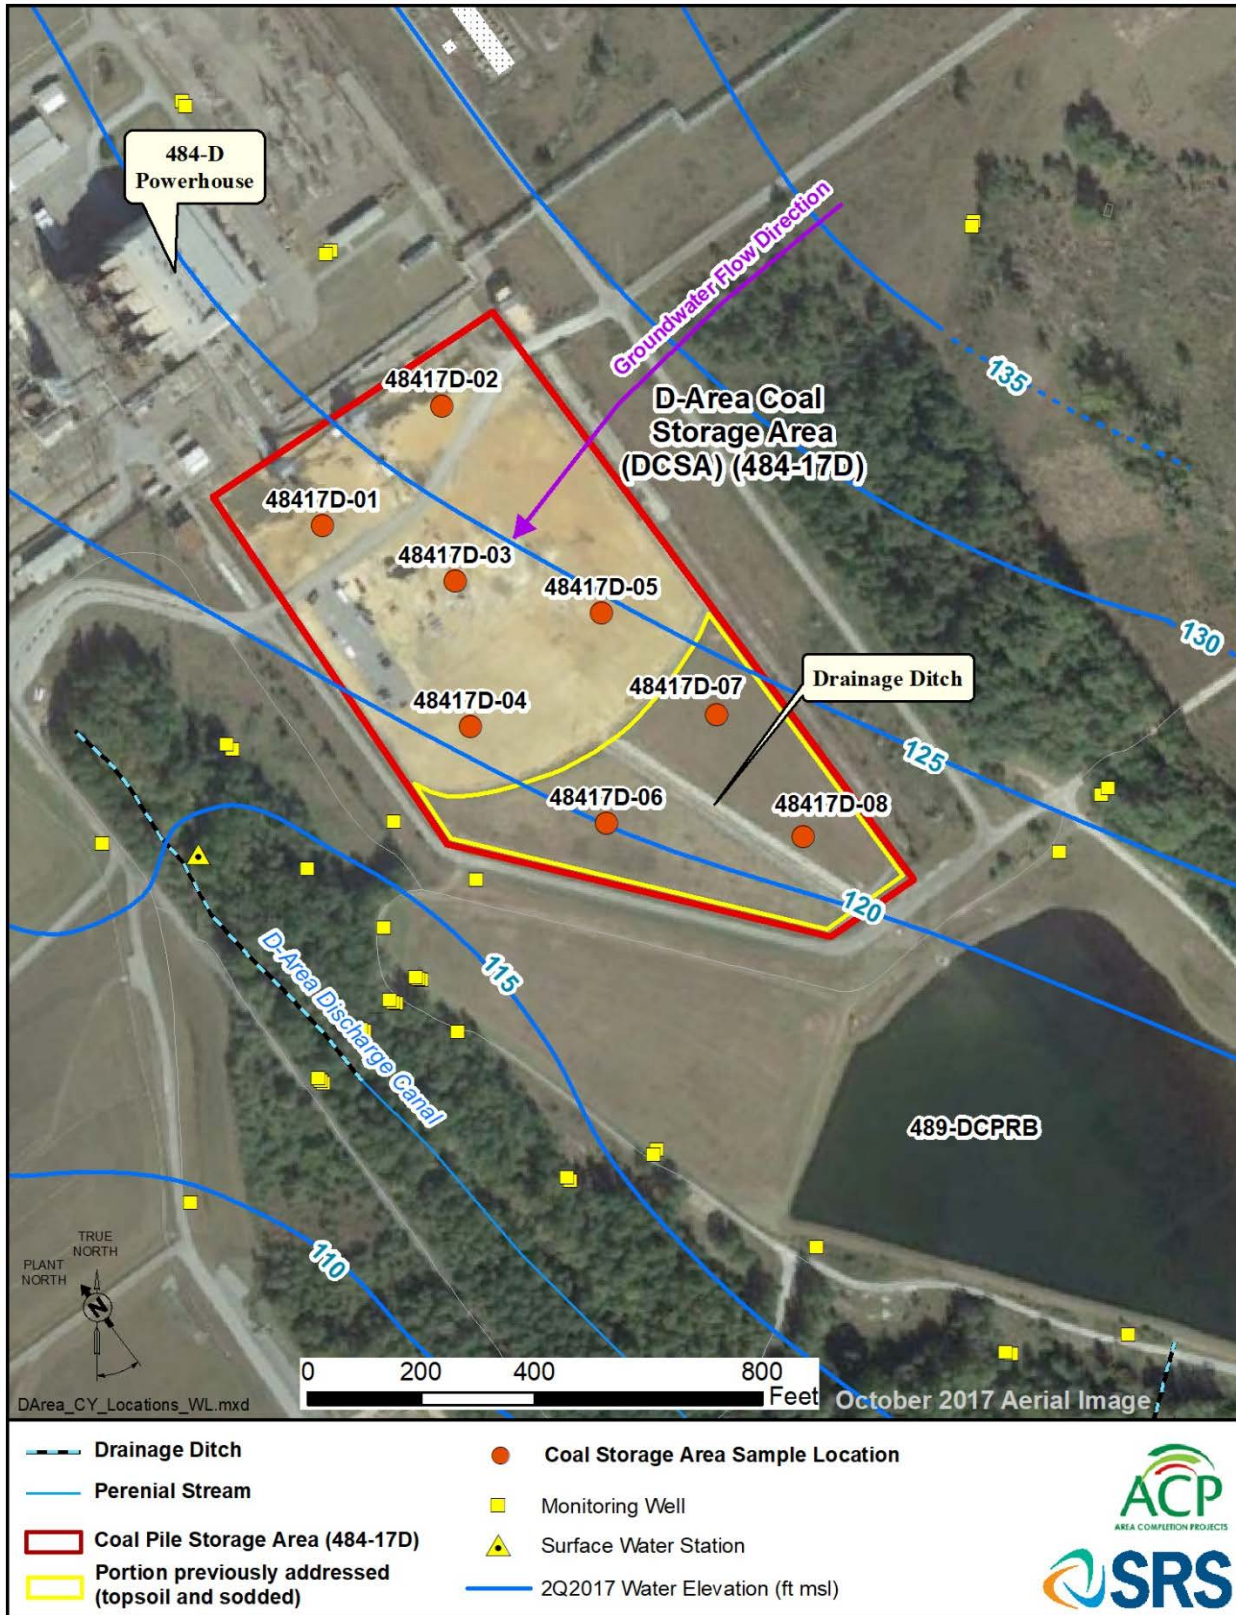 484-D
Powerhouse
Groundwater Flow Direction
135
48417D-02
D-Area Coal
Storage Area
(DCSA) (484-17D)
48417D-01
48417D-03
48417D-05
130
Drainage Ditch
48417D-07
48417D-04
125
48417D-06
48417D-08
120
D-Area Discharge Canal
115
489-DCPRB
110
TRUE
NORTH
PLANT
NORTH
N
0 200 400 800
Feet
DArea_CY_Locations_WL.mxd
October 2017 Aerial Image
Drainage Ditch
Perenial Stream
Coal Pile Storage Area (484-17D)
Portion previously addressed
(topsoil and sodded)
Coal Storage Area Sample Location
Monitoring Well
Surface Water Station
2Q2017 Water Elevation (ft msl)
ACP
AREA COMPLETION PROJECTS
SRS